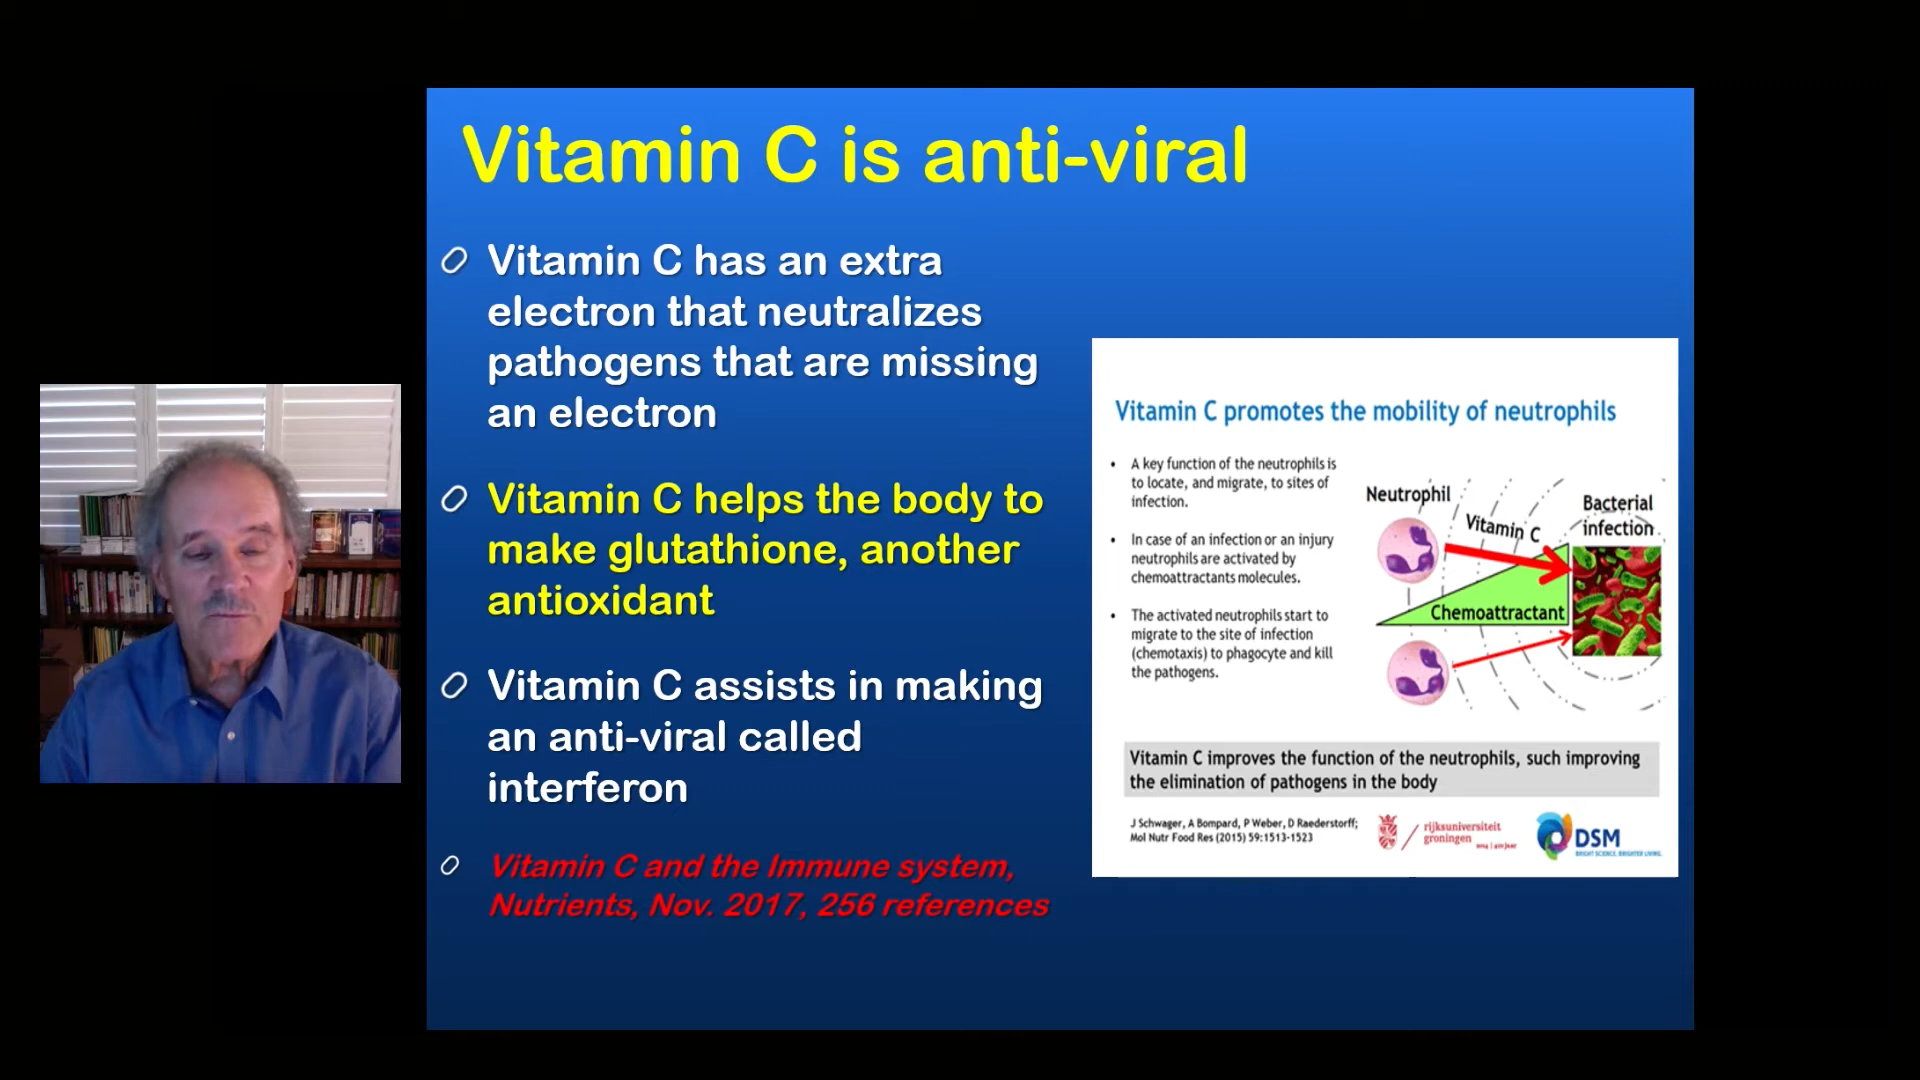 Vitamin C is anti-viral
Vitamin C has an extra
electron that neutralizes
pathogens that are missing
an electron
Vitamin C helps the body to
make glutathione, another
antioxidant
Vitamin C assists in making
an anti-viral called
interferon
Vitamin C and the Immune system,
Nutrients, Nov. 2017, 256 references
Vitamin C promotes the mobility of neutrophils
• A key function of the neutrophils is
to locate, and migrate, to sites of
infection.
• In case of an infection or an injury
neutrophils are activated by
chemoattractants molecules.
• The activated neutrophils start to
migrate to the site of infection
(chemotaxis) to phagocyte and kill
the pathogens.
Neutrophil
Vitamin C
Bacterial
infection
Chemoattractant
Vitamin C improves the function of the neutrophils, such improving
the elimination of pathogens in the body
J Schwager, A Bompard, P Weber, D Raederstorff;
Mol Nutr Food Res (2015) 59:1513-1523
rijksuniversiteit
groningen
DSM
BRIGHT SCIENCE. BRIGHTER LIVING.